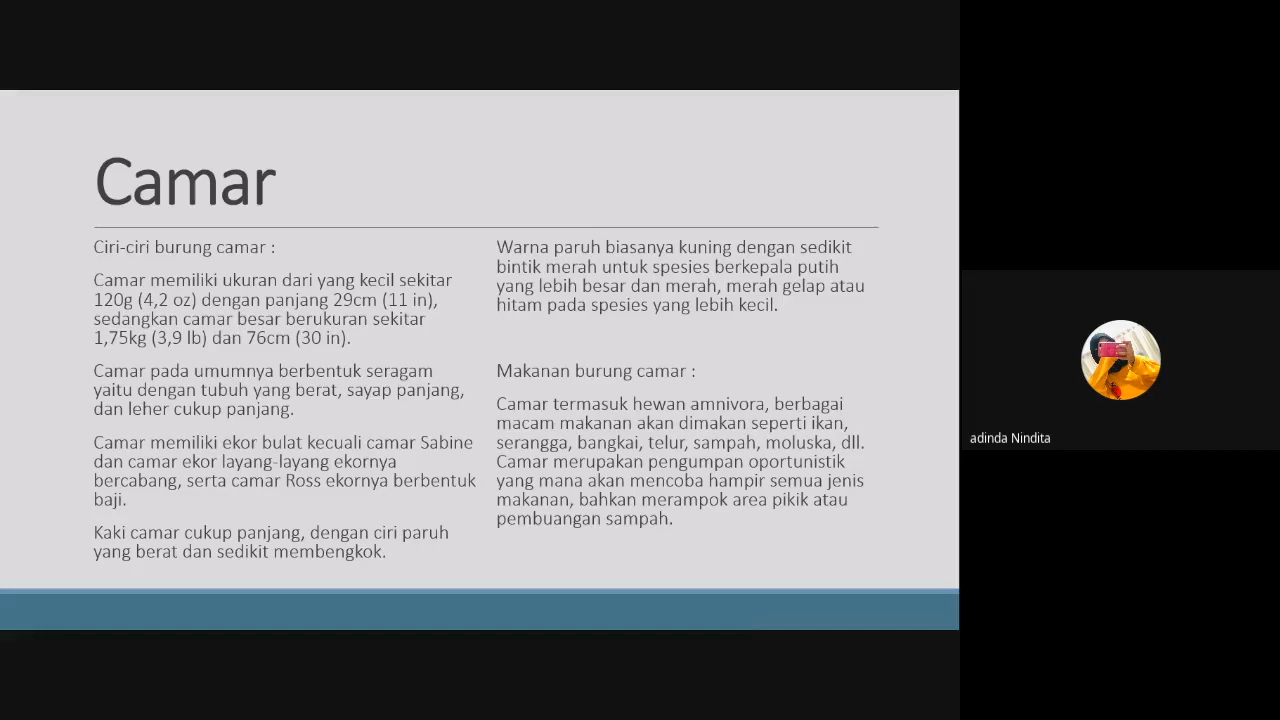 Camar
Ciri-ciri burung camar :
Camar memiliki ukuran dari yang kecil sekitar
120g (4,2 oz) dengan panjang 29cm (11 in),
sedangkan camar besar berukuran sekitar
1,75kg (3,9 lb) dan 76cm (30 in).
Camar pada umumnya berbentuk seragam
yaitu dengan tubuh yang berat, sayap panjang,
dan leher cukup panjang.
Camar memiliki ekor bulat kecuali camar Sabine
dan camar ekor layang-layang ekornya
bercabang, serta camar Ross ekornya berbentuk
baji.
Kaki camar cukup panjang, dengan ciri paruh
yang berat dan sedikit membengkok.
Warna paruh biasanya kuning dengan sedikit
bintik merah untuk spesies berkepala putih
yang lebih besar dan merah, merah gelap atau
hitam pada spesies yang lebih kecil.
Makanan burung camar :
Camar termasuk hewan amnivora, berbagai
macam makanan akan dimakan seperti ikan,
serangga, bangkai, telur, sampah, moluska, dll.
Camar merupakan pengumpan oportunistik
yang mana akan mencoba hampir semua jenis
makanan, bahkan merampok area pikik atau
pembuangan sampah.
adinda Nindita